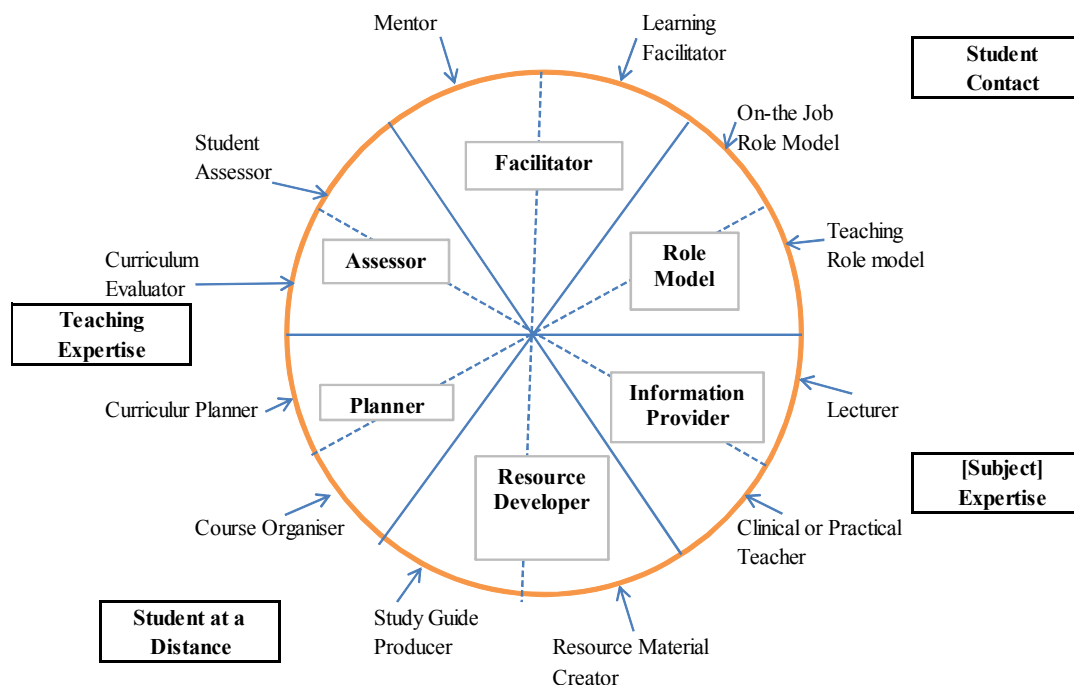 Mentor
Learning
Facilitator
Student
Contact
On-the Job
Role Model
Student
Assessor
Facilitator
Teaching
Role model
Role
Model
Assessor
Curriculum
Evaluator
Teaching
Expertise
Information
Provider
Planner
Curriculur Planner
Lecturer
[Subject]
Expertise
Resource
Developer
Course Organiser
Clinical or Practical
Teacher
Student at a
Distance
Study Guide
Producer
Resource Material
Creator